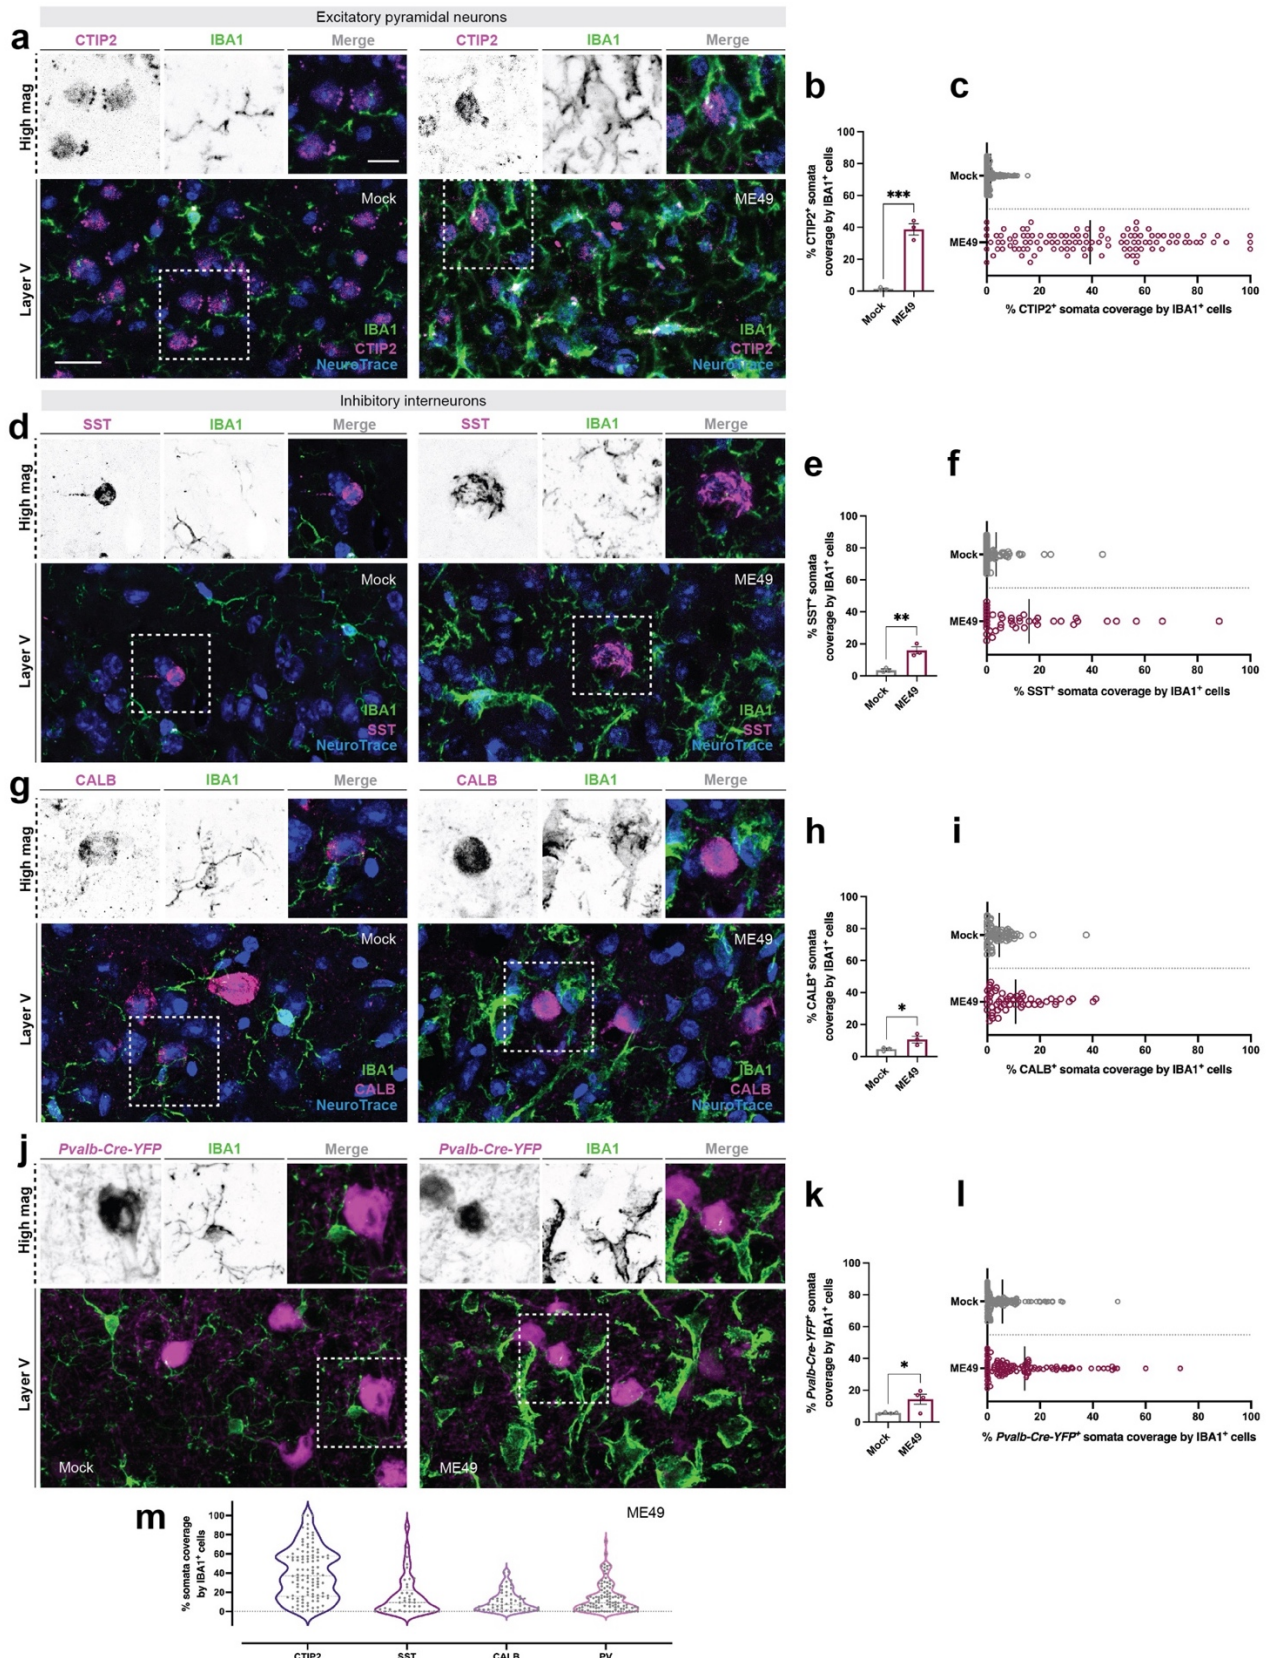 Excitatory pyramidal neurons
a
CTIP2 IBA1 Merge CTIP2 IBA1 Merge
High mag
Layer V
Mock
IBA1
CTIP2
NeuroTrace
ME49
IBA1
CTIP2
NeuroTrace
b
% CTIP2+ somata
coverage by IBA1+ cells
100
80
60
40
20
0
***
Mock ME49
c
Mock
ME49
0 20 40 60 80 100
% CTIP2+ somata coverage by IBA1+ cells
Inhibitory interneurons
d
SST IBA1 Merge SST IBA1 Merge
High mag
Layer V
Mock
IBA1
SST
NeuroTrace
ME49
IBA1
SST
NeuroTrace
e
% SST+ somata
coverage by IBA1+ cells
100
80
60
40
20
0
**
Mock ME49
f
Mock
ME49
0 20 40 60 80 100
% SST+ somata coverage by IBA1+ cells
g
CALB IBA1 Merge CALB IBA1 Merge
High mag
Layer V
Mock
IBA1
CALB
NeuroTrace
ME49
IBA1
CALB
NeuroTrace
h
% CALB+ somata
coverage by IBA1+ cells
100
80
60
40
20
0
*
Mock ME49
i
Mock
ME49
0 20 40 60 80 100
% CALB+ somata coverage by IBA1+ cells
j
Pvalb-Cre-YFP IBA1 Merge Pvalb-Cre-YFP IBA1 Merge
High mag
Layer V
Mock
ME49
k
% Pvalb-Cre-YFP+ somata
coverage by IBA1+ cells
100
80
60
40
20
0
*
Mock ME49
l
Mock
ME49
0 20 40 60 80 100
% Pvalb-Cre-YFP+ somata coverage by IBA1+ cells
m
% somata coverage
by IBA1+ cells
100
80
60
40
20
0
ME49
CTIP2 SST CALB PV